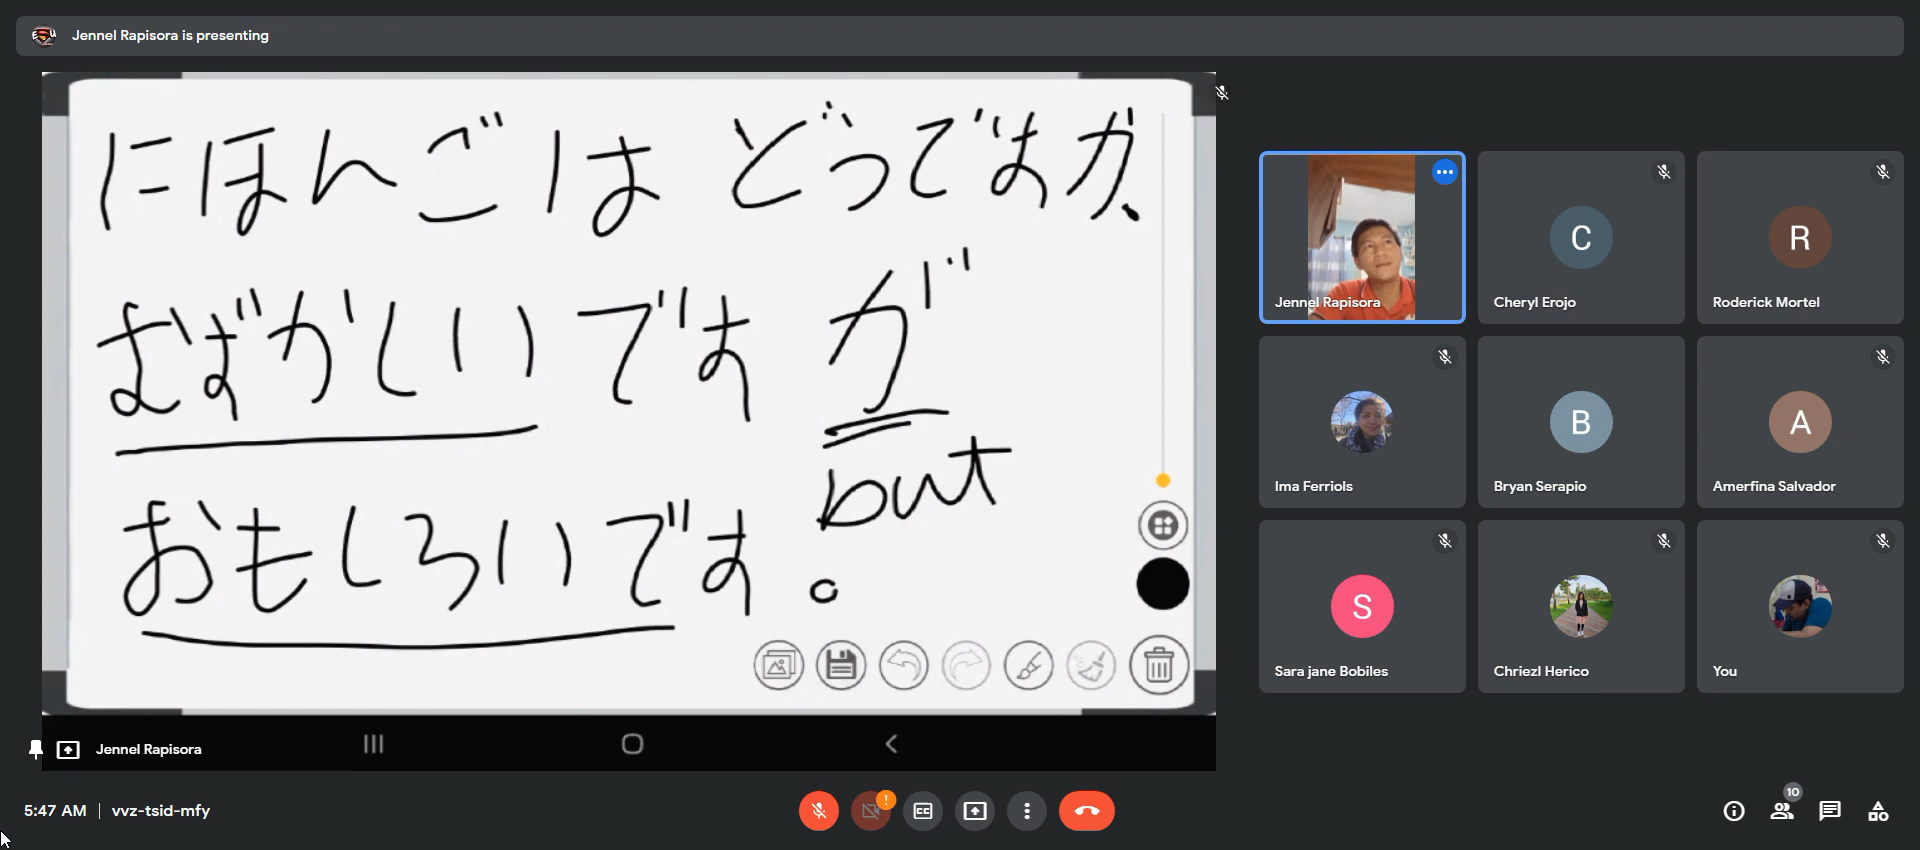 Jennel Rapisora is presenting
にほんごは どうですか。
むずかしいです が
but
おもしろいです。
Jennel Rapisora
Cheryl Erojo
C
Roderick Mortel
R
Ima Ferriols
Bryan Serapio
B
Amerfina Salvador
A
Sara jane Bobiles
S
Chriezl Herico
You
Jennel Rapisora
5:47 AM | vvz-tsid-mfy
CC
10